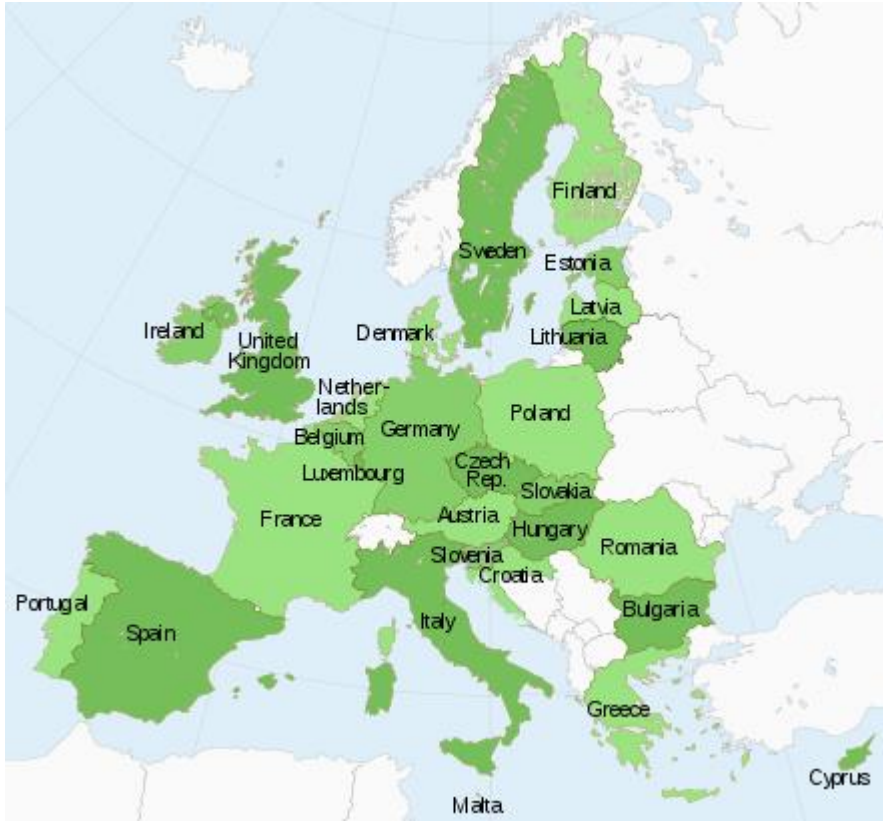 Finland
Sweden
Estonia
Latvia
Lithuania
Denmark
Ireland
United
Kingdom
Nether-
lands
Poland
Belgium
Germany
Czech
Rep.
Luxembourg
Slovakia
Austria
France
Hungary
Romania
Slovenia
Croatia
Portugal
Spain
Italy
Bulgaria
Greece
Cyprus
Malta